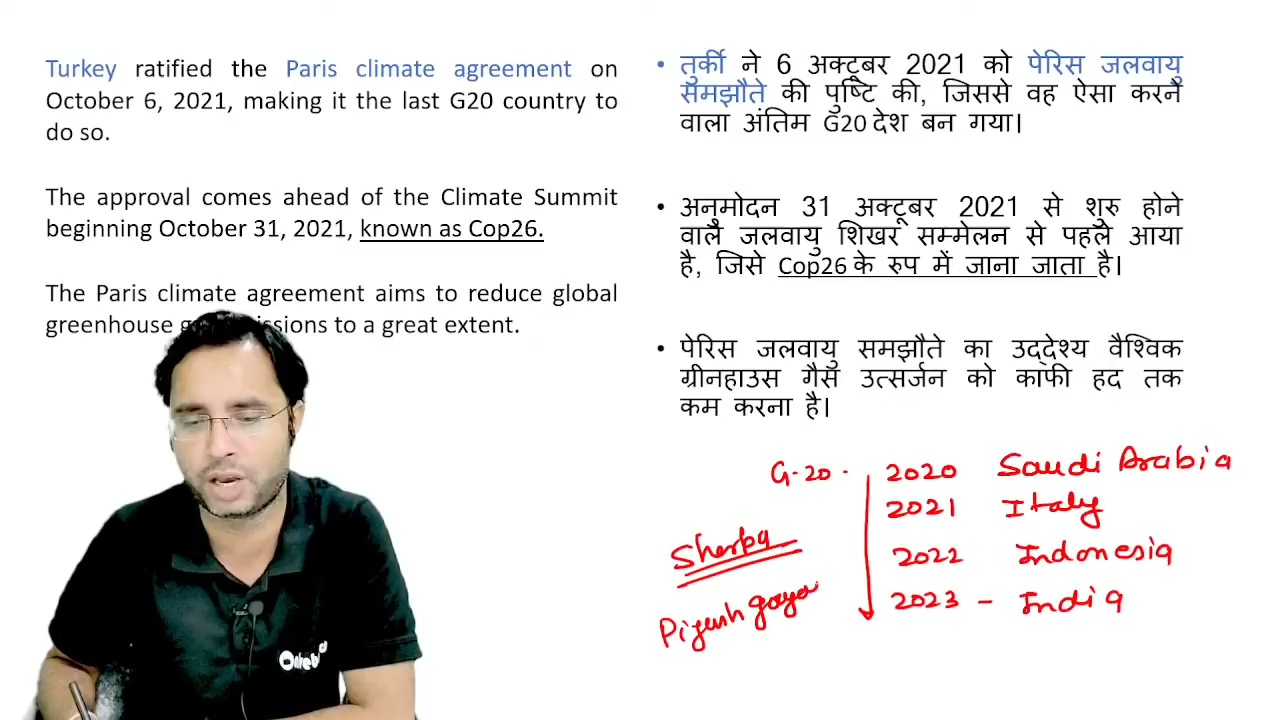 Turkey ratified the Paris climate agreement on
October 6, 2021, making it the last G20 country to
do so.
The approval comes ahead of the Climate Summit
beginning October 31, 2021, known as Cop26.
The Paris climate agreement aims to reduce global
greenhouse to a great extent.
• तुर्की ने 6 अक्टूबर 2021 को पेरिस जलवायु
समझौते की पुष्टि की, जिससे वह ऐसा करने
वाला अंतिम G20 देश बन गया।
• अनुमोदन 31 अक्टूबर 2021 से शुरु होने
वाले जलवायु शिखर सम्मेलन से पहले आया
है, जिसे Cop26 के रुप में जाना जाता है।
• पेरिस जलवायु समझौते का उद्देश्य वैश्विक
ग्रीनहाउस गैस उत्सर्जन को काफी हद तक
कम करना है।
G-20. 2020 Saudi Arabia
2021 Italy
Sherpa
2022 Indonesia
2023 - India